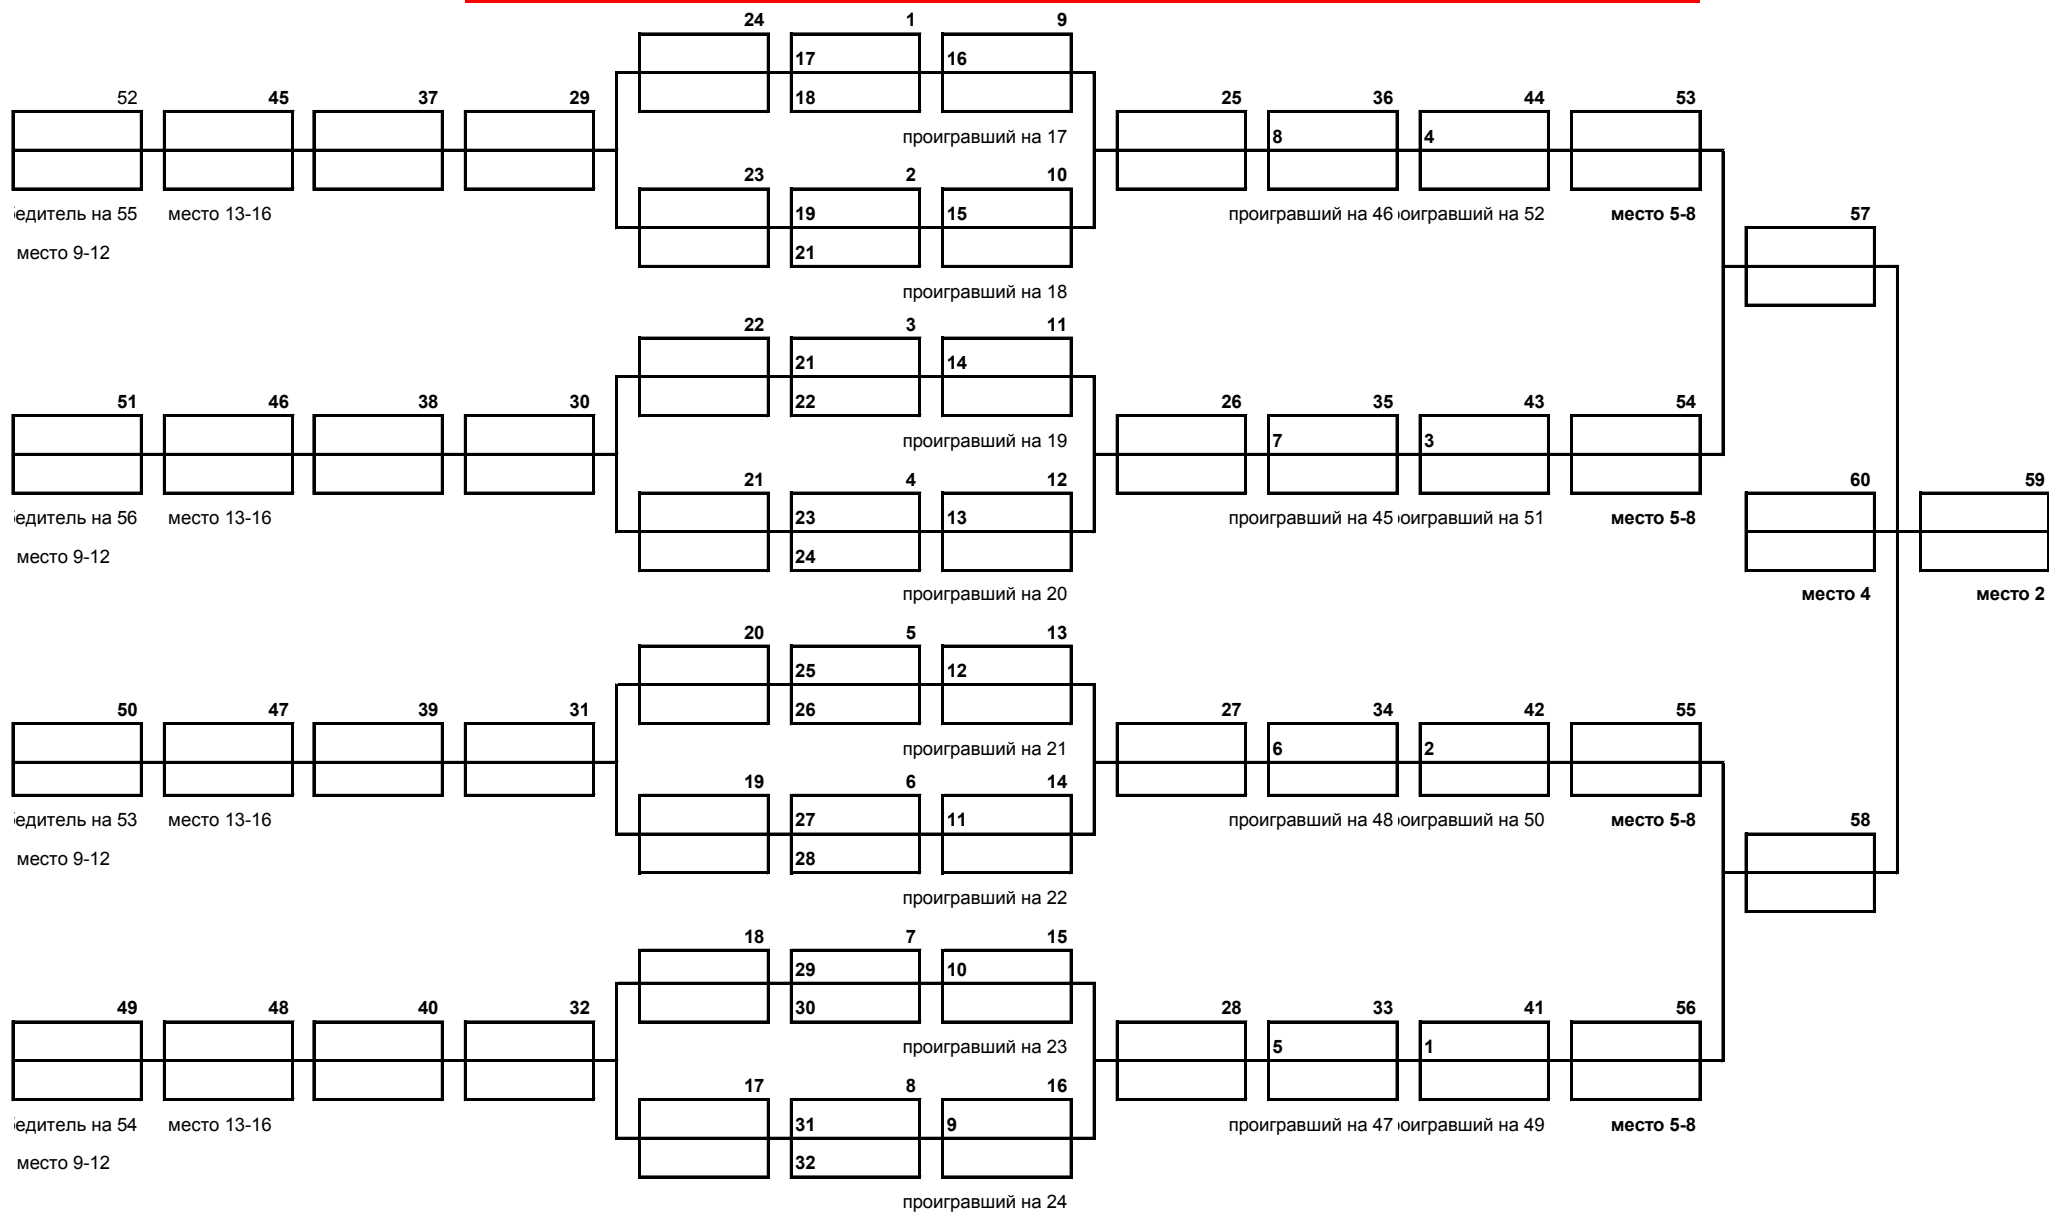 24 1 9
17 16
52 45 37 29 18 25 36 44 53
проигравший на 17 8 4
23 2 10
едитель на 55 место 13-16 19 15 проигравший на 46 оигравший на 52 место 5-8 57
место 9-12 21
проигравший на 18
22 3 11
21 14
51 46 38 30 22 26 35 43 54
проигравший на 19 7 3
21 4 12 60 59
едитель на 56 место 13-16 23 13 проигравший на 45 оигравший на 51 место 5-8
место 9-12 24
проигравший на 20 место 4 место 2
20 5 13
25 12
50 47 39 31 26 27 34 42 55
проигравший на 21 6 2
19 6 14
едитель на 53 место 13-16 27 11 проигравший на 48 оигравший на 50 место 5-8 58
место 9-12 28
проигравший на 22
18 7 15
29 10
49 48 40 32 30 28 33 41 56
проигравший на 23 5 1
17 8 16
едитель на 54 место 13-16 31 9 проигравший на 47 оигравший на 49 место 5-8
место 9-12 32
проигравший на 24